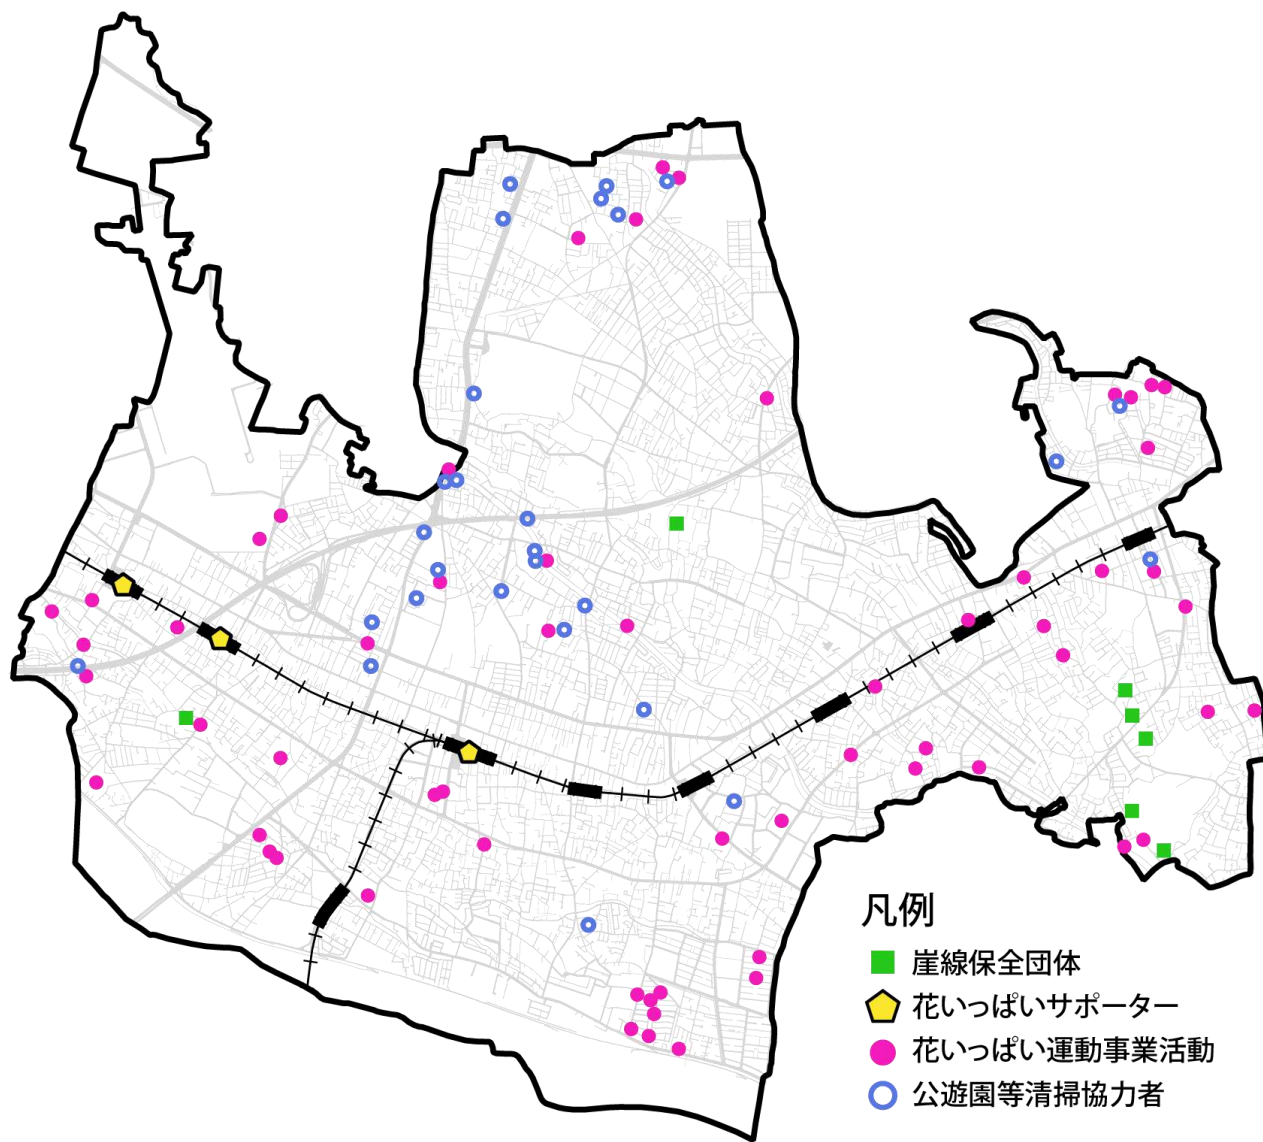 凡例
崖線保全団体
花いっぱいサポーター
花いっぱい運動事業活動
公遊園等清掃協力者